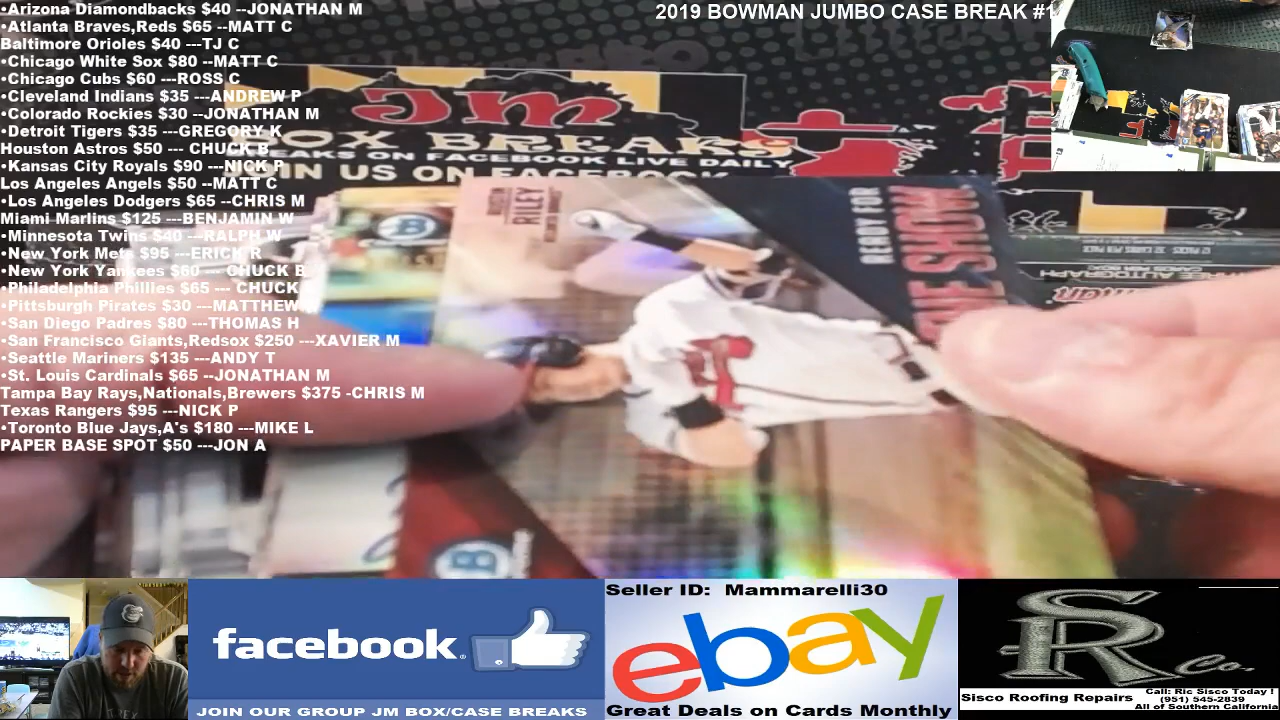 •Arizona Diamondbacks $40 --JONATHAN M
•Atlanta Braves,Reds $65 --MATT C
Baltimore Orioles $40 ---TJ C
•Chicago White Sox $80 --MATT C
•Chicago Cubs $60 ---ROSS C
•Cleveland Indians $35 ---ANDREW P
•Colorado Rockies $30 --JONATHAN M
•Detroit Tigers $35 ---GREGORY K
Houston Astros $50 --- CHUCK B
•Kansas City Royals $90 ---NICK P
Los Angeles Angels $50 --MATT C
•Los Angeles Dodgers $65 --CHRIS M
Miami Marlins $125 ---BENJAMIN W
•Minnesota Twins $40 ---RALPH W
•New York Mets $95 ---ERICK R
•New York Yankees $60 --- CHUCK B
•Philadelphia Phillies $65 --- CHUCK
•Pittsburgh Pirates $30 ---MATTHEW
•San Diego Padres $80 ---THOMAS H
•San Francisco Giants,Redsox $250 ---XAVIER M
•Seattle Mariners $135 ---ANDY T
•St. Louis Cardinals $65 --JONATHAN M
Tampa Bay Rays,Nationals,Brewers $375 -CHRIS M
Texas Rangers $95 ---NICK P
•Toronto Blue Jays,A's $180 ---MIKE L
PAPER BASE SPOT $50 ---JON A
2019 BOWMAN JUMBO CASE BREAK #1
JM
BOX BREAKS
BREAKS ON FACEBOOK LIVE DAILY
JOIN US ON FACEBOOK
AUSTIN
RILEY
READY FOR
THE SHOW
B
B
facebook
JOIN OUR GROUP JM BOX/CASE BREAKS
Seller ID: Mammarelli30
ebay
Great Deals on Cards Monthly
SR Co.
Sisco Roofing Repairs
Call: Ric Sisco Today !
(951) 545-2839
All of Southern California